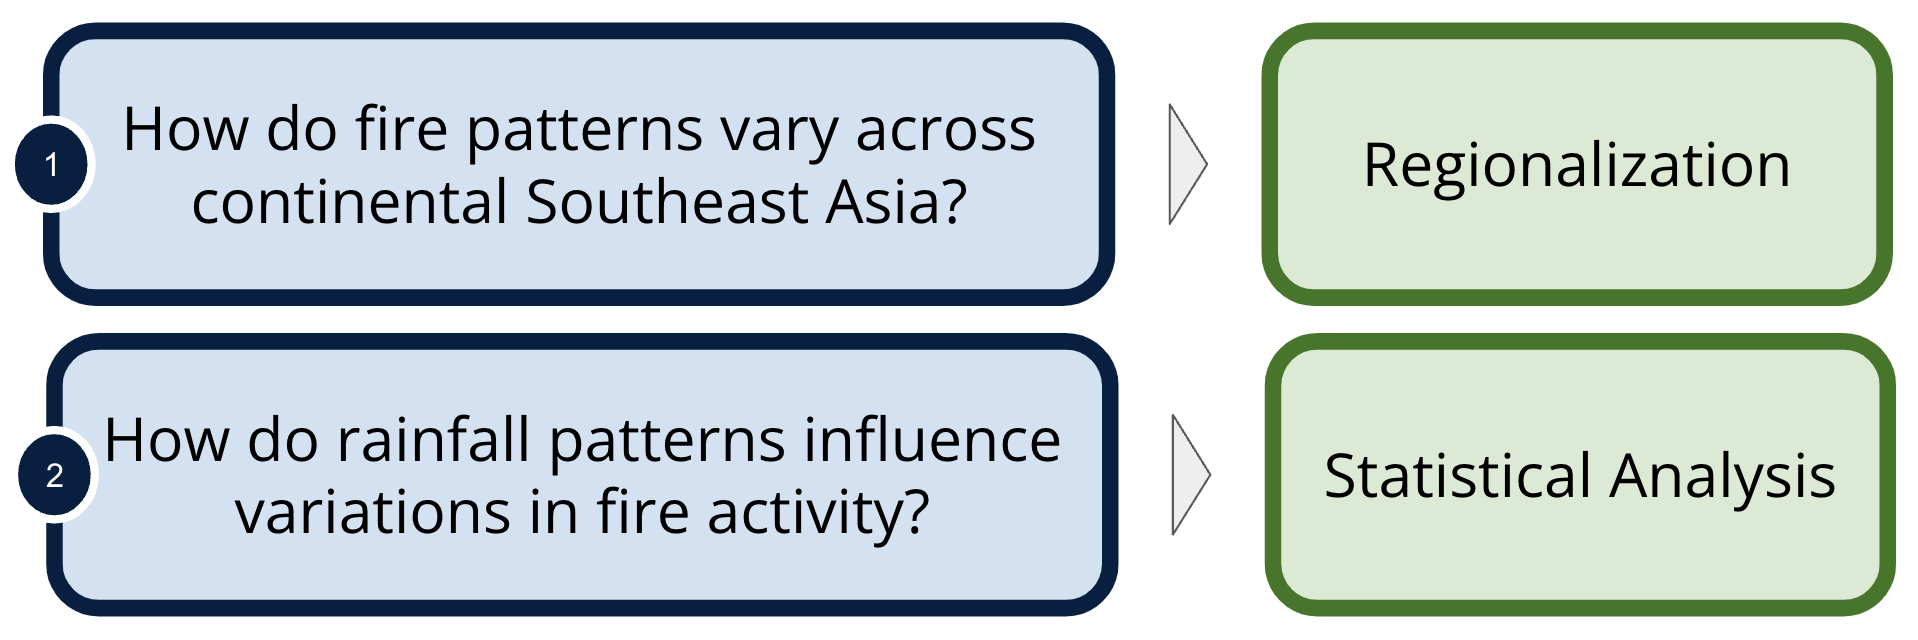 1
How do fire patterns vary across
continental Southeast Asia?
Regionalization
2
How do rainfall patterns influence
variations in fire activity?
Statistical Analysis